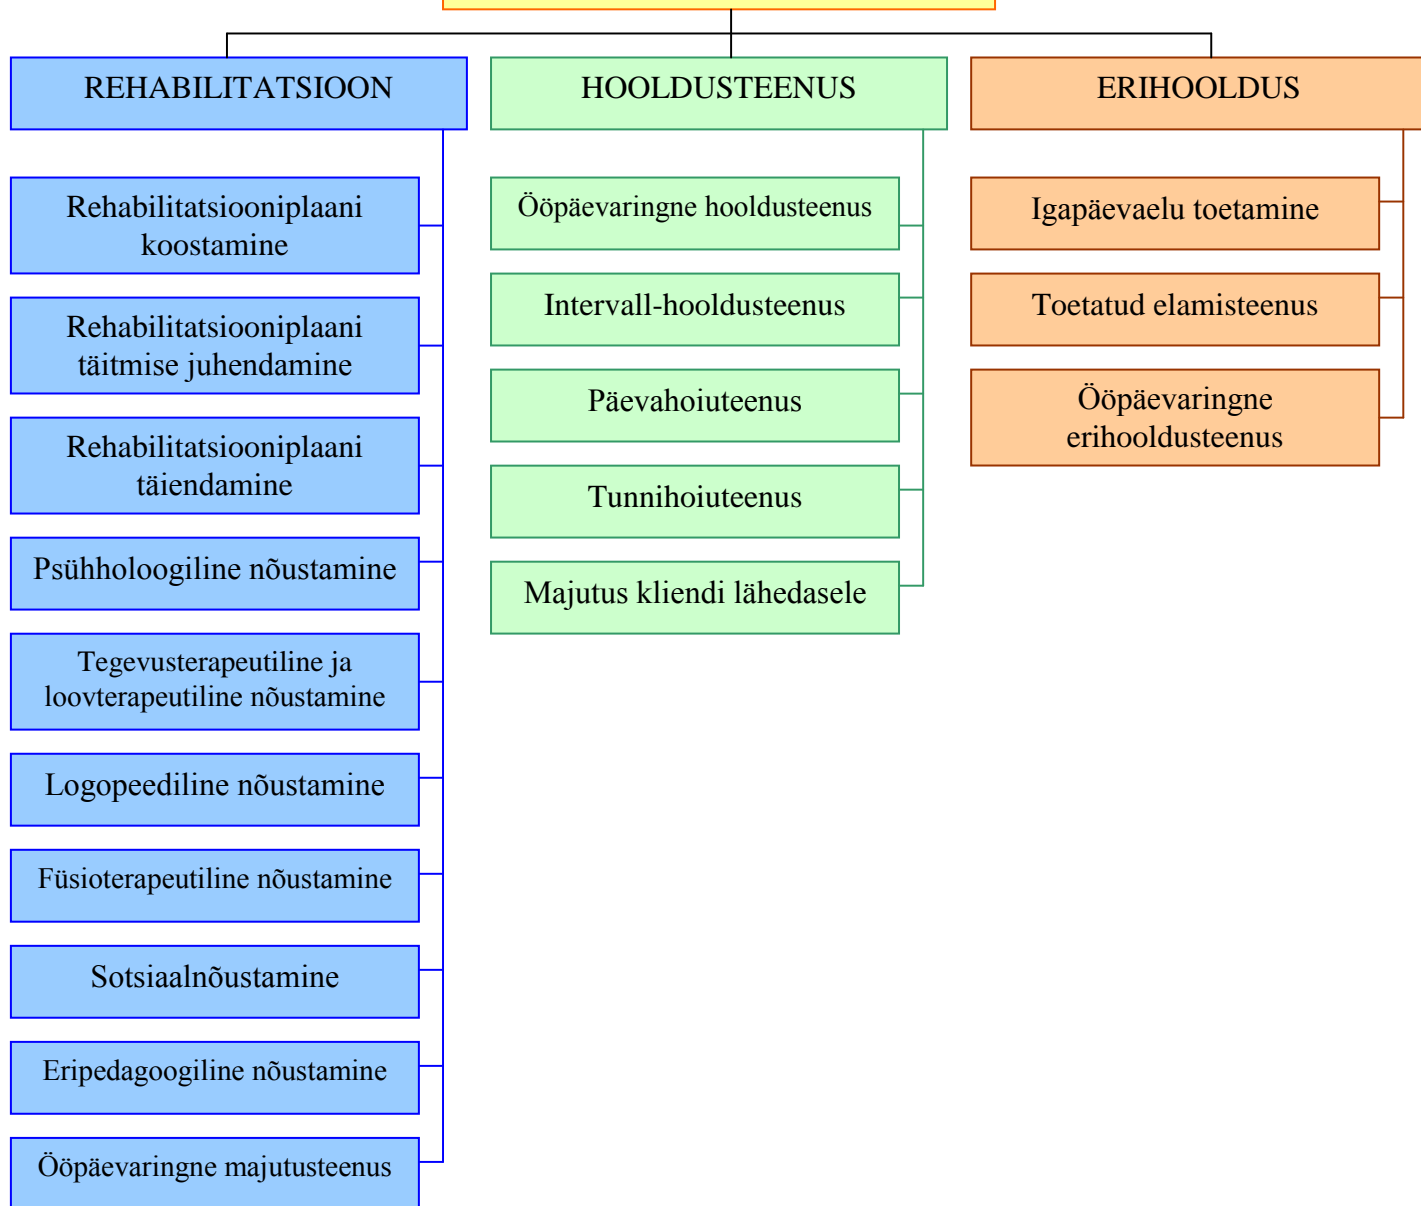 REHABILITATSIOON
Rehabilitatsiooniplaani
koostamine
Rehabilitatsiooniplaani
täitmise juhendamine
Rehabilitatsiooniplaani
täiendamine
Psühholoogiline nõustamine
Tegevusterapeutiline ja
loovterapeutiline nõustamine
Logopeediline nõustamine
Füsioterapeutiline nõustamine
Sotsiaalnõustamine
Eripedagoogiline nõustamine
Ööpäevaringne majutusteenus
HOOLDUSTEENUS
Ööpäevaringne hooldusteenus
Intervall-hooldusteenus
Päevahoiuteenus
Tunnihoiuteenus
Majutus kliendi lähedasele
ERIHOOLDUS
Igapäevaelu toetamine
Toetatud elamisteenus
Ööpäevaringne
erihooldusteenus